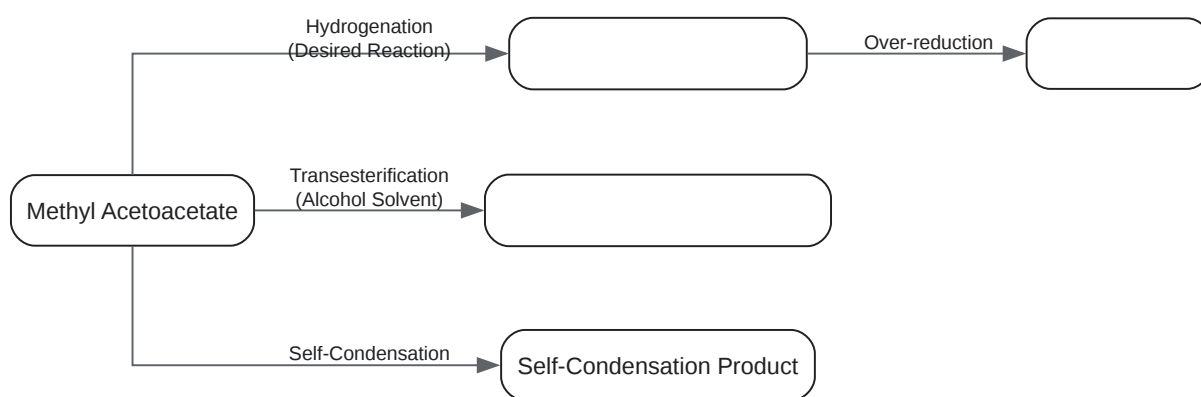 Hydrogenation
(Desired Reaction)
Over-reduction
Transesterification
(Alcohol Solvent)
Methyl Acetoacetate
Self-Condensation
Self-Condensation Product